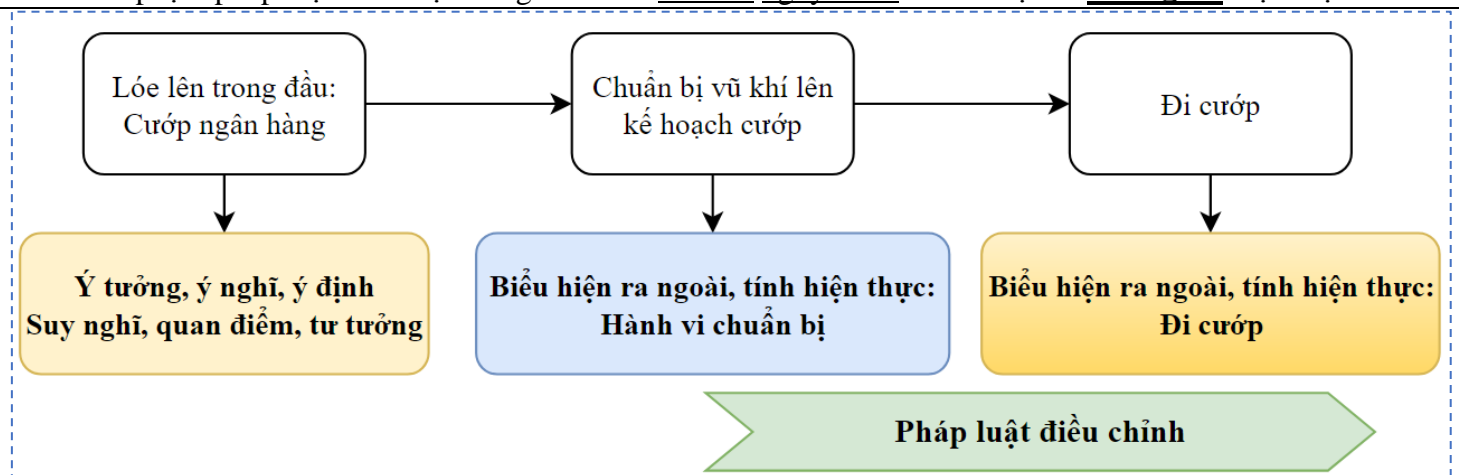 Lóe lên trong đầu:
Cướp ngân hàng
Chuẩn bị vũ khí lên
kế hoạch cướp
Đi cướp
Ý tưởng, ý nghĩ, ý định
Suy nghĩ, quan điểm, tư tưởng
Biểu hiện ra ngoài, tính hiện thực:
Hành vi chuẩn bị
Biểu hiện ra ngoài, tính hiện thực:
Đi cướp
Pháp luật điều chỉnh